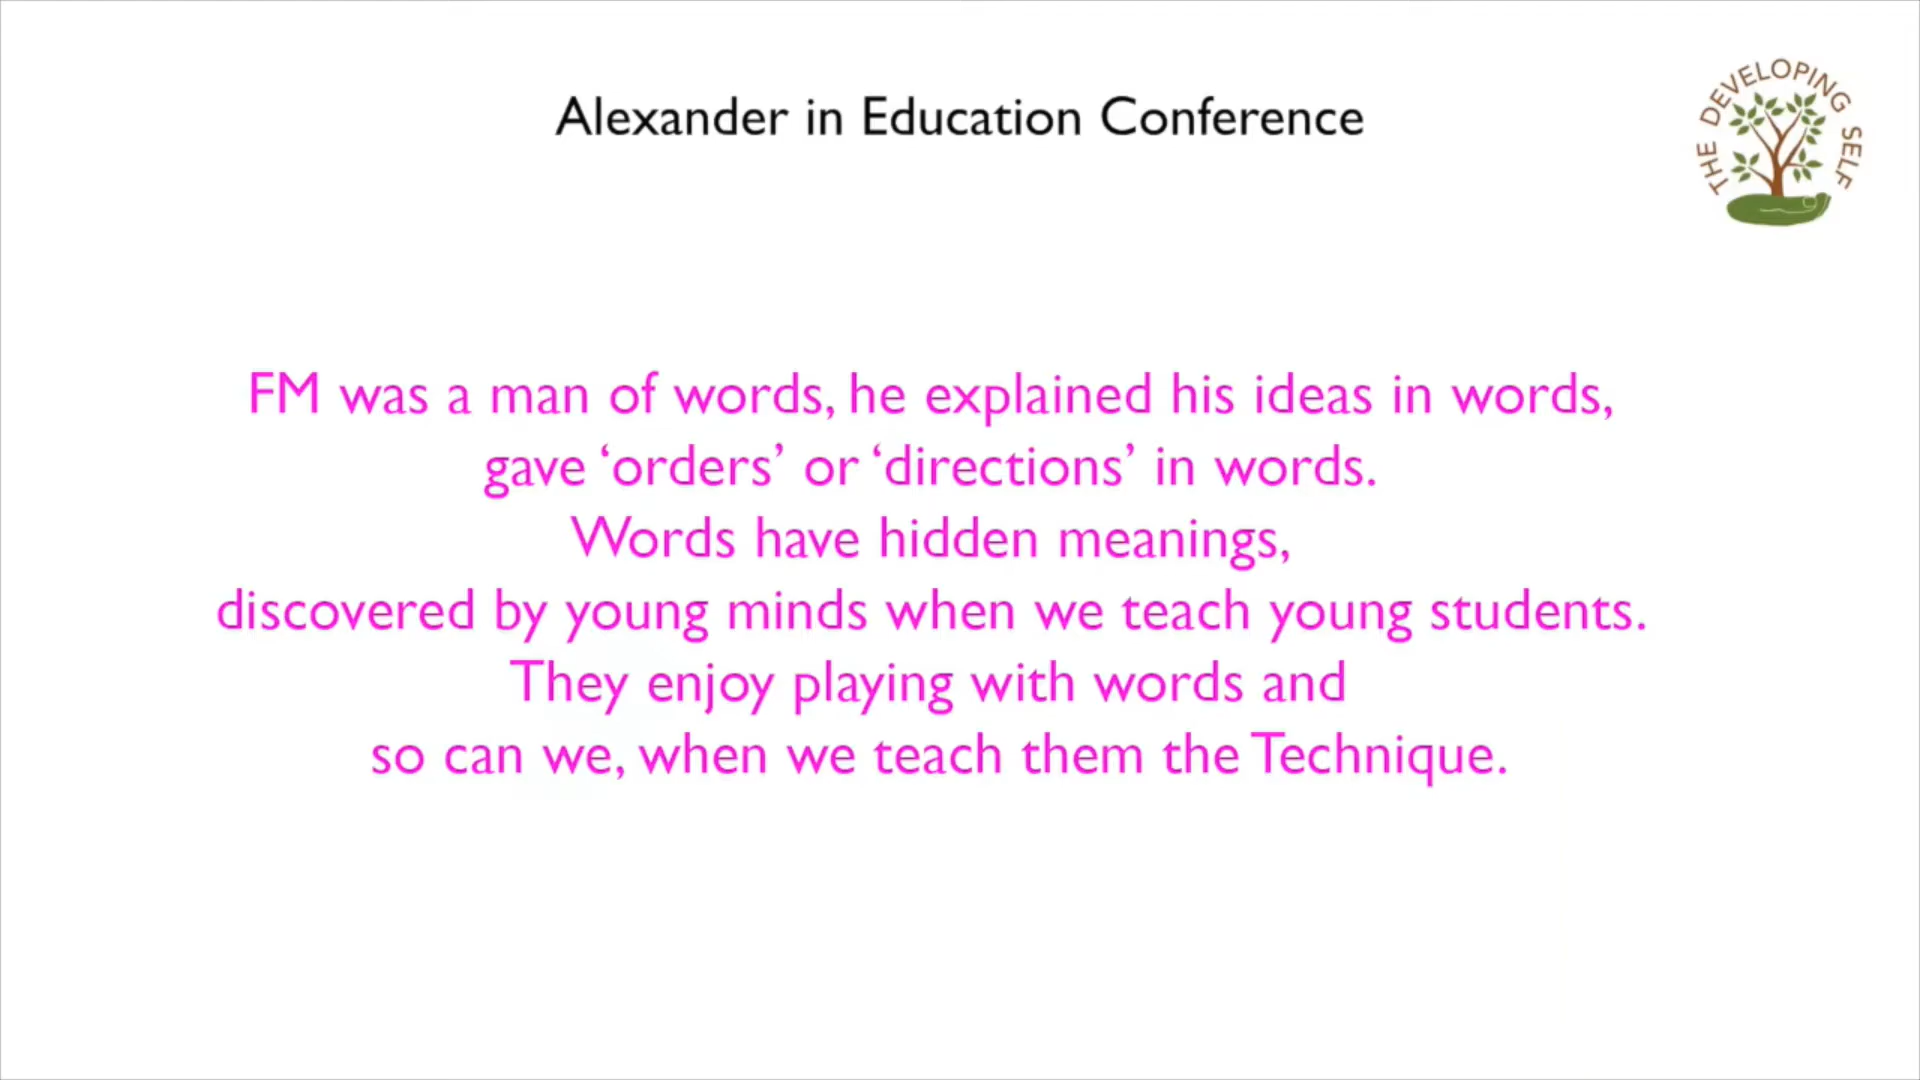 Alexander in Education Conference
THE DEVELOPING SELF
FM was a man of words, he explained his ideas in words,
gave ‘orders’ or ‘directions’ in words.
Words have hidden meanings,
discovered by young minds when we teach young students.
They enjoy playing with words and
so can we, when we teach them the Technique.